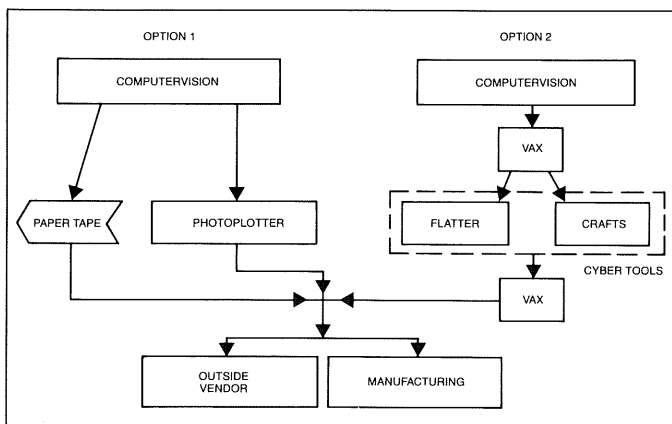 OPTION 1
OPTION 2
COMPUTERVISION
COMPUTERVISION
VAX
PAPER TAPE
PHOTOPLOTTER
FLATTER
CRAFTS
CYBER TOOLS
VAX
OUTSIDE
VENDOR
MANUFACTURING